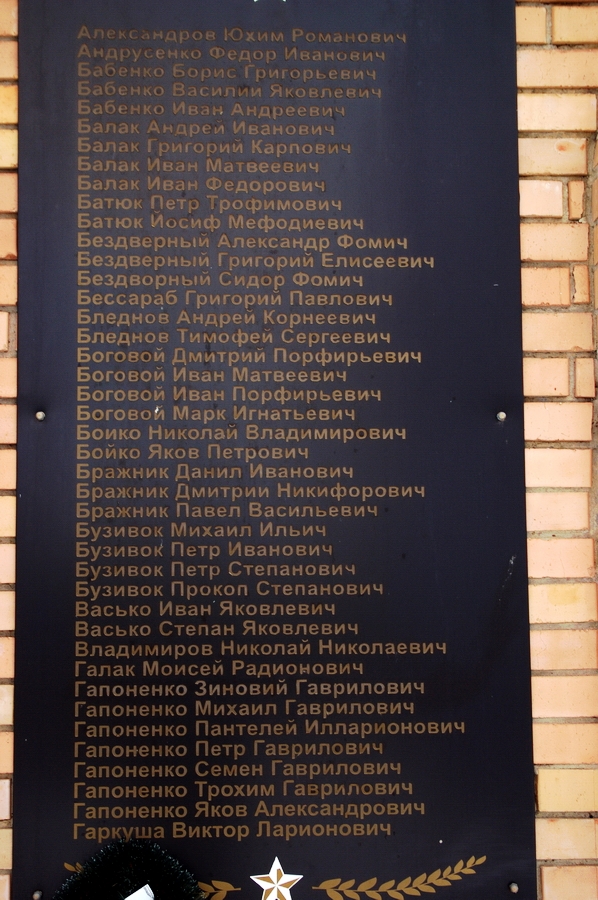 Александров Юхим Романович
Андрусенко Федор Иванович
Бабенко Борис Григорьевич
Бабенко Василий Яковлевич
Бабенко Иван Андреевич
Балак Андрей Иванович
Балак Григорий Карпович
Балак Иван Матвеевич
Балак Иван Федорович
Батюк Петр Трофимович
Батюк Йосиф Мефодиевич
Бездверный Александр Фомич
Бездверный Григорий Елисеевич
Бездворный Сидор Фомич
Бессараб Григорий Павлович
Бледнов Андрей Корнеевич
Бледнов Тимофей Сергеевич
Боговой Дмитрий Порфирьевич
Боговой Иван Матвеевич
Боговой Иван Порфирьевич
Боговой Марк Игнатьевич
Боико Николай Владимирович
Бойко Яков Петрович
Бражник Данил Иванович
Бражник Дмитрии Никифорович
Бражник Павел Васильевич
Бузивок Михаил Ильич
Бузивок Петр Иванович
Бузивок Петр Степанович
Бузивок Прокоп Степанович
Васько Иван Яковлевич
Васько Степан Яковлевич
Владимиров Николай Николаевич
Галак Моисей Радионович
Гапоненко Зиновий Гаврилович
Гапоненко Михаил Гаврилович
Гапоненко Пантелей Илларионович
Гапоненко Петр Гаврилович
Гапоненко Семен Гаврилович
Гапоненко Трохим Гаврилович
Гапоненко Яков Александрович
Гаркуша Виктор Ларионович